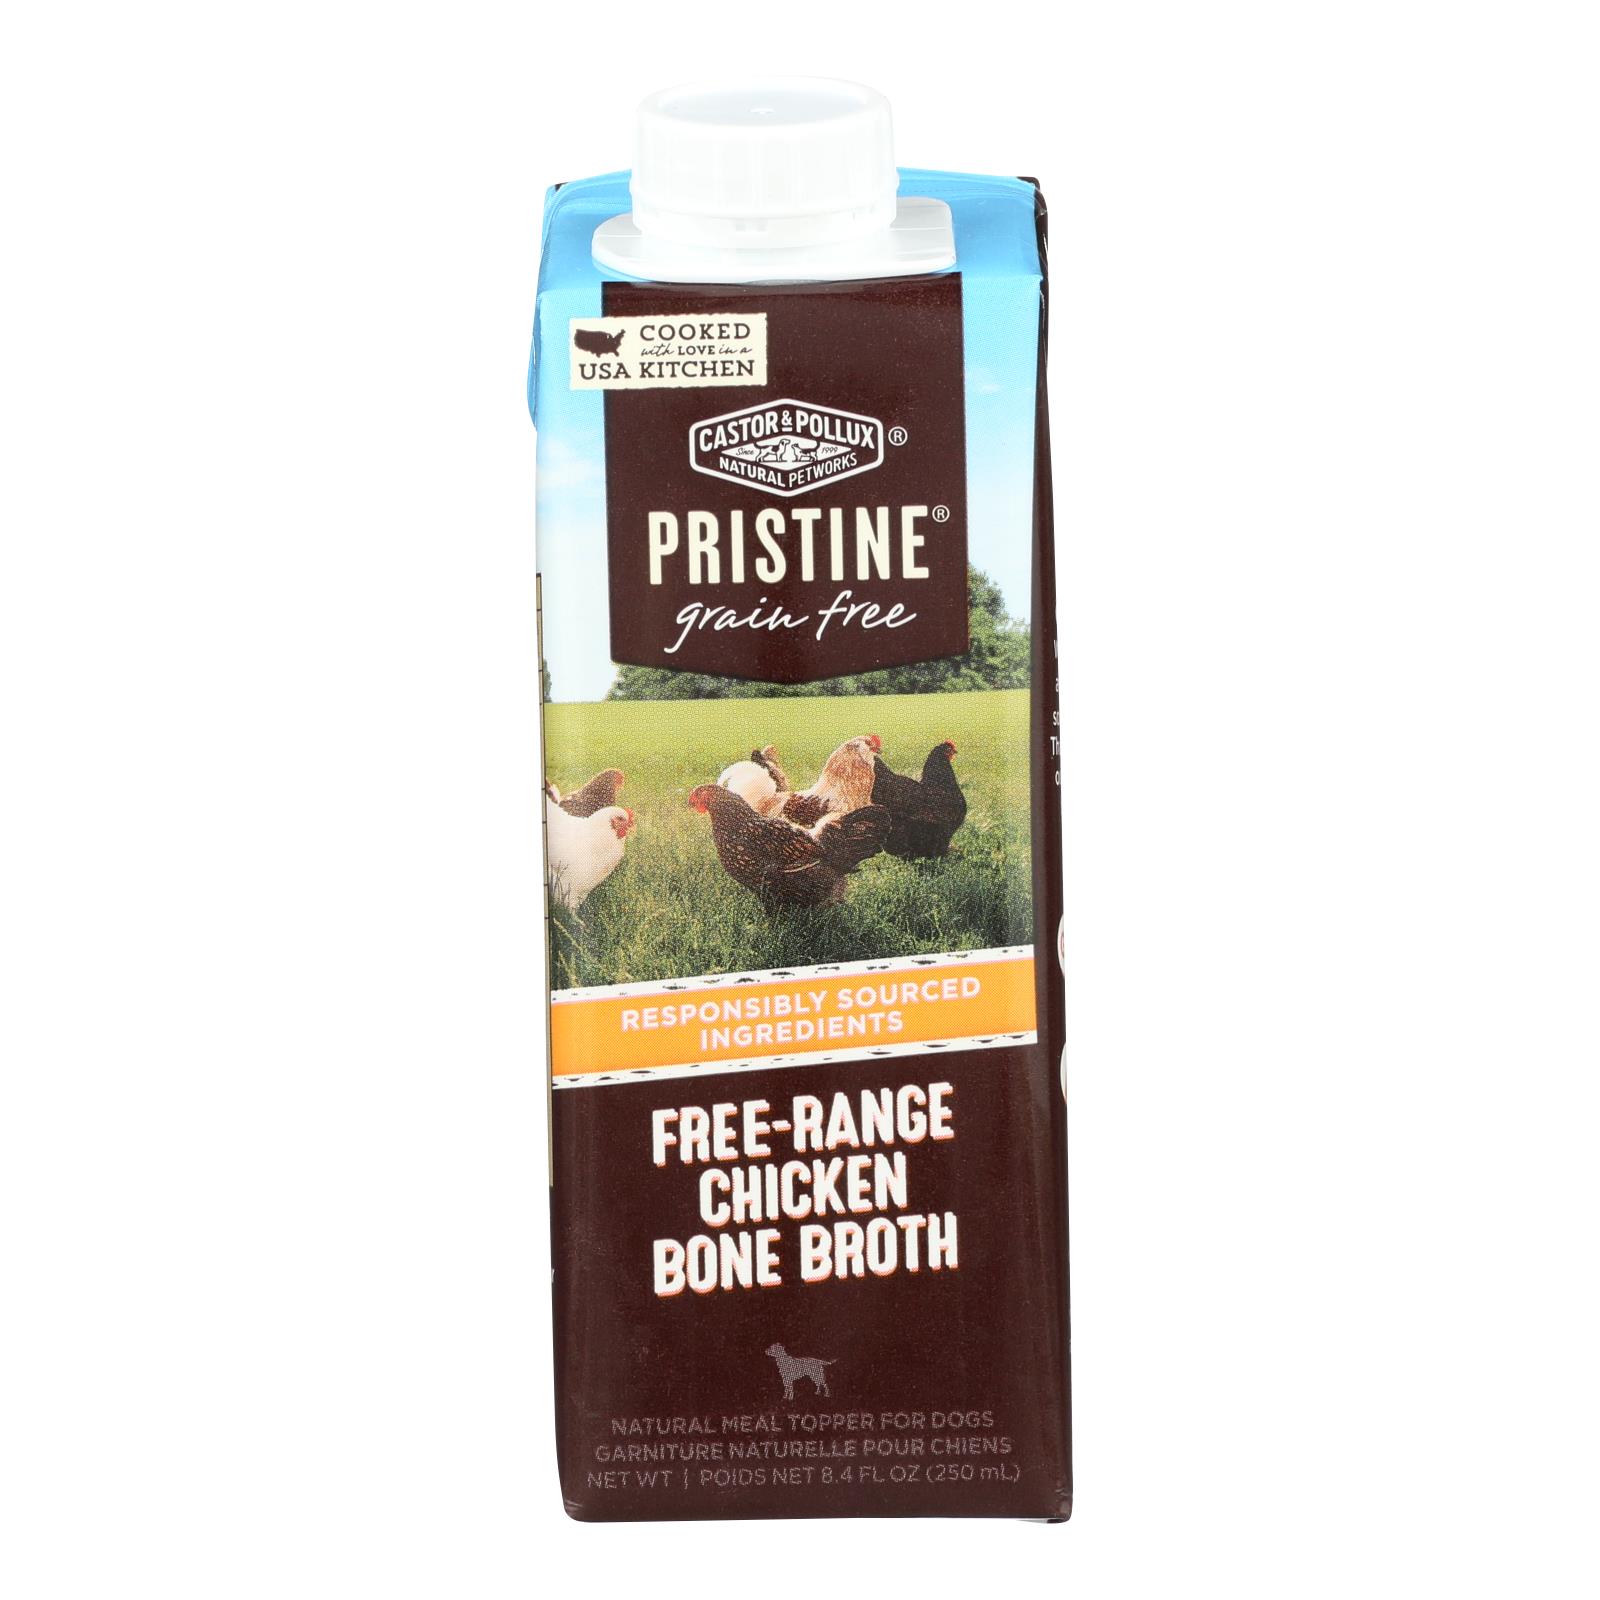 COOKED
with LOVE in a
USA KITCHEN
CASTOR & POLLUX ®
Since 1999
NATURAL PETWORKS
PRISTINE®
grain free
RESPONSIBLY SOURCED
INGREDIENTS
FREE-RANGE
CHICKEN
BONE BROTH
NATURAL MEAL TOPPER FOR DOGS
GARNITURE NATURELLE POUR CHIENS
NET WT | POIDS NET 8.4 FL OZ (250 mL)